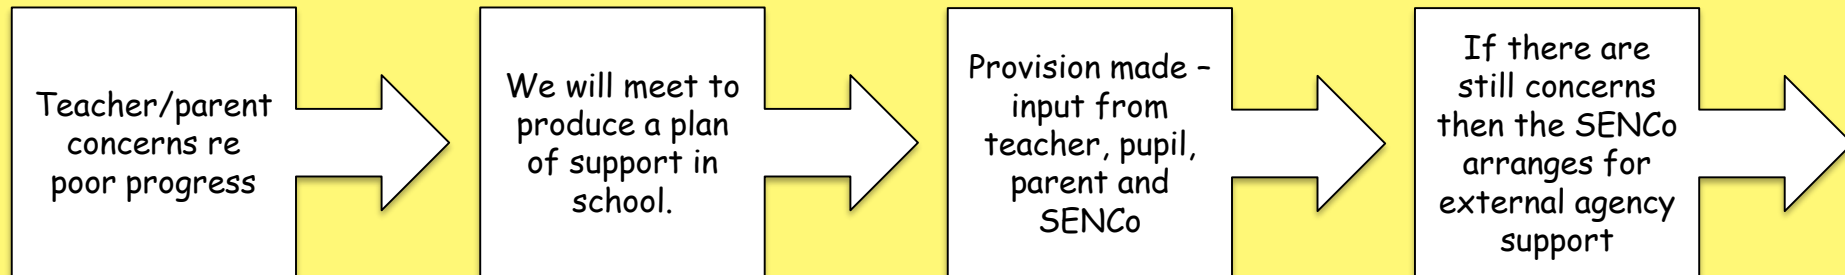 Teacher/parent
concerns re
poor progress
We will meet to
produce a plan
of support in
school.
Provision made –
input from
teacher, pupil,
parent and
SENCo
If there are
still concerns
then the SENCo
arranges for
external agency
support